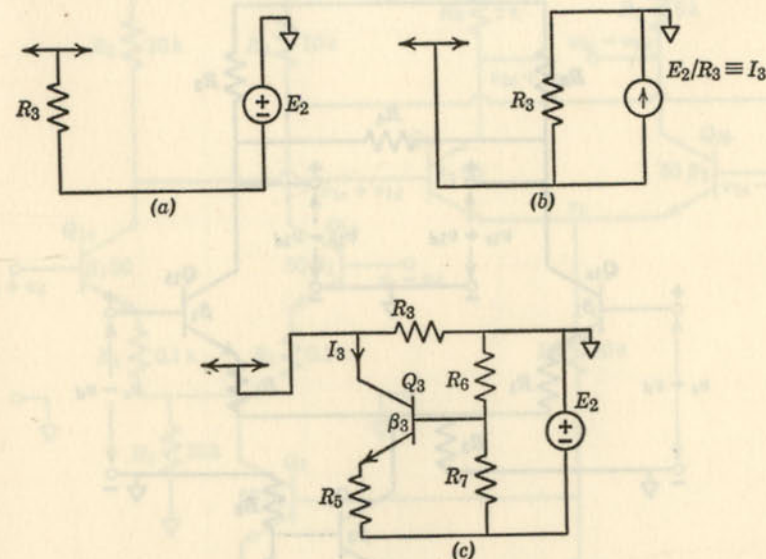 R₃
+
−
E₂
(a)
R₃
E₂/R₃ ≡ I₃
(b)
R₃
I₃
Q₃
β₃
R₆
R₅
R₇
+
−
E₂
(c)